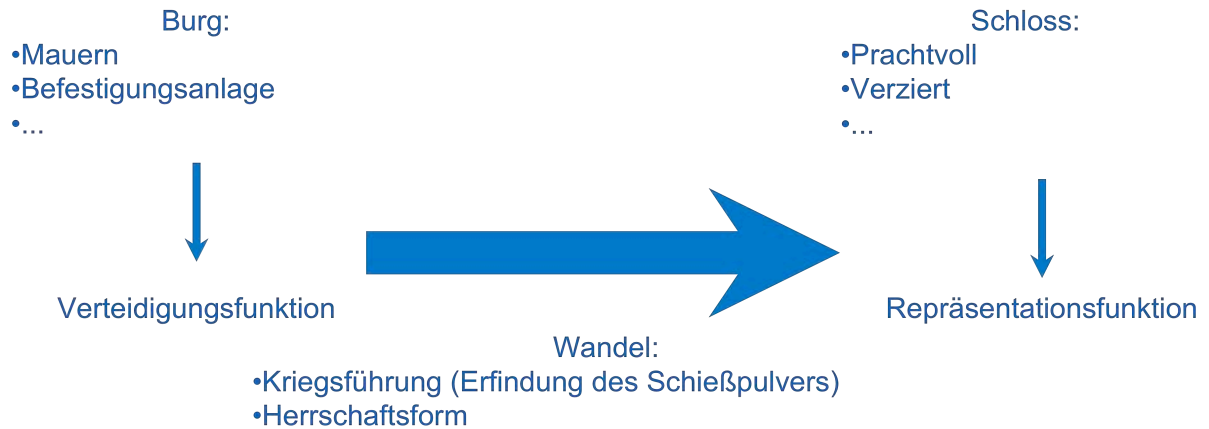 Burg:
•Mauern
•Befestigungsanlage
•...
Verteidigungsfunktion
Schloss:
•Prachtvoll
•Verziert
•...
Repräsentationsfunktion
Wandel:
•Kriegsführung (Erfindung des Schießpulvers)
•Herrschaftsform